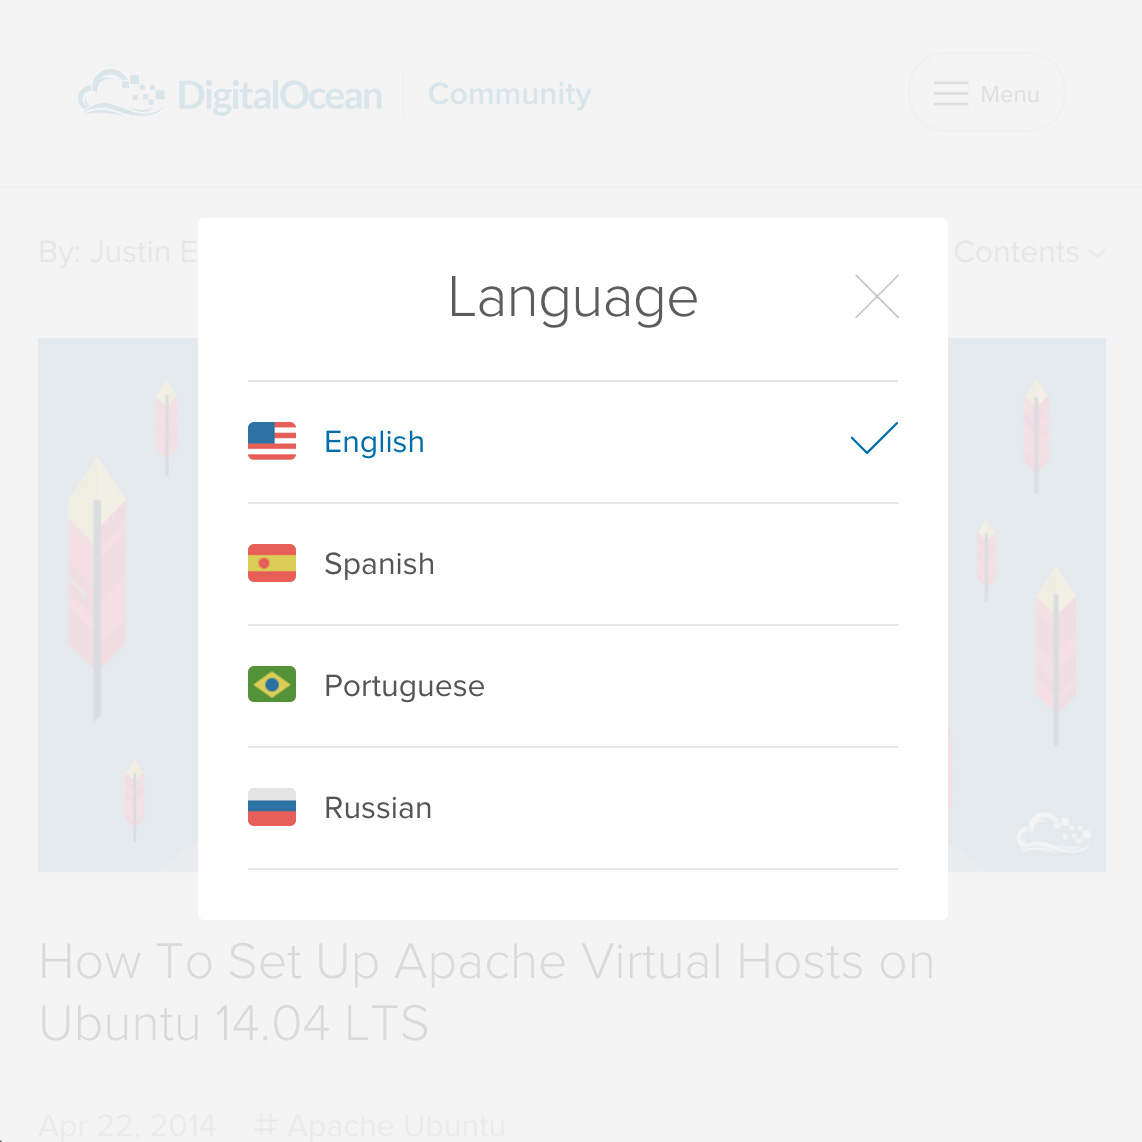 DigitalOcean Community
Menu
By: Justin E
Contents
Language
English
Spanish
Portuguese
Russian
How To Set Up Apache Virtual Hosts on
Ubuntu 14.04 LTS
Apr 22, 2014 # Apache Ubuntu